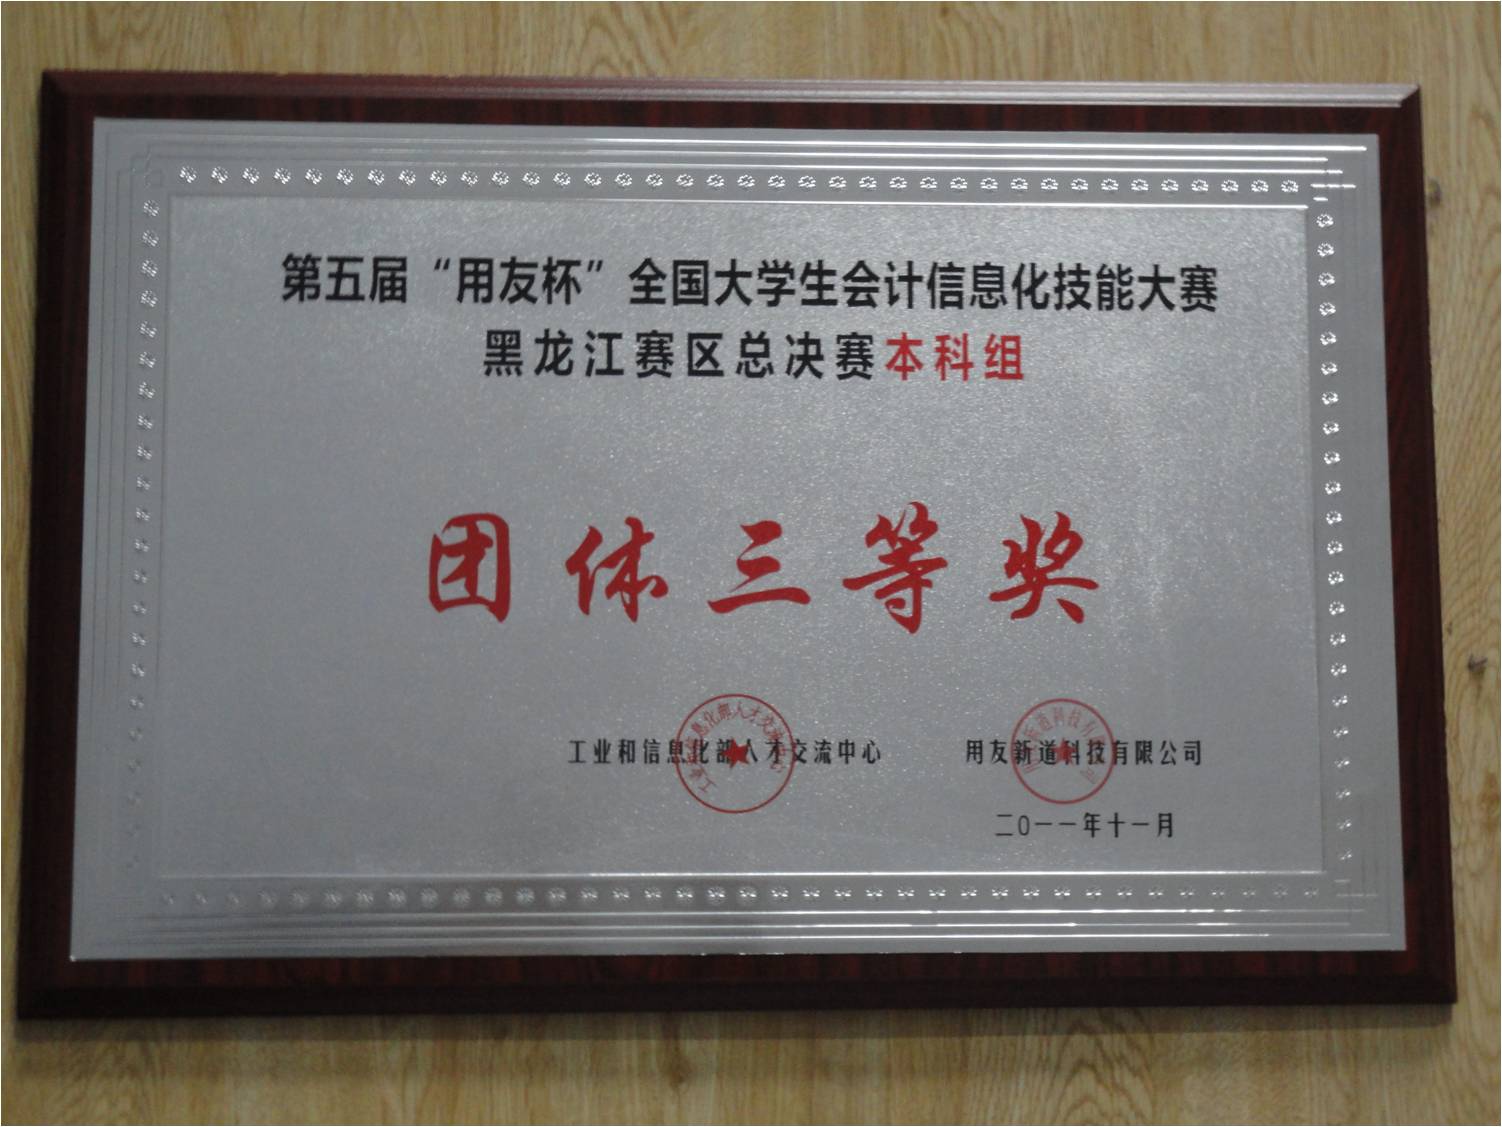 第五届“用友杯”全国大学生会计信息化技能大赛
黑龙江赛区总决赛本科组
团体三等奖
工业和信息化部人才交流中心
用友新道科技有限公司
二〇一一年十一月